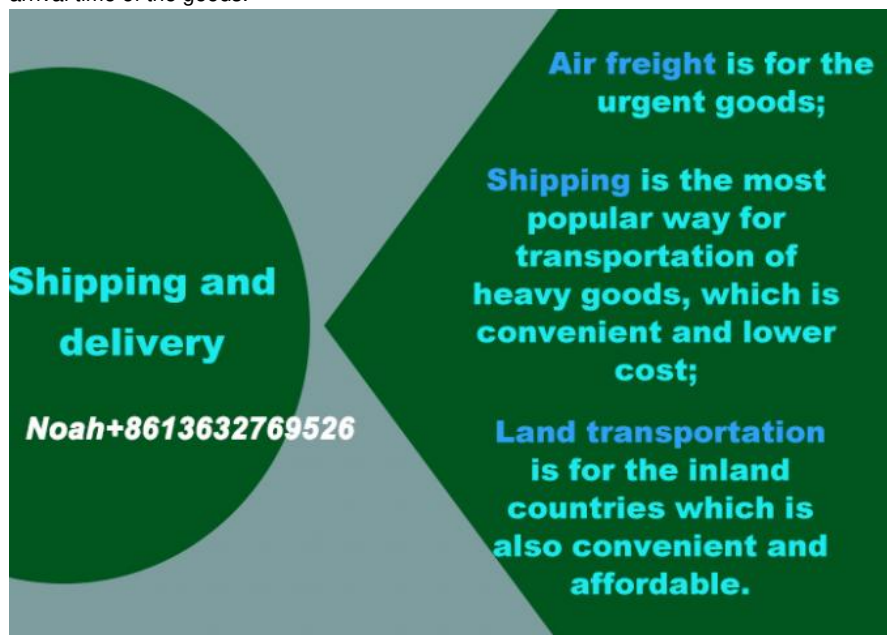 arrival time of the goods.
Shipping and
delivery
Noah+8613632769526
Air freight is for the
urgent goods;
Shipping is the most
popular way for
transportation of
heavy goods, which is
convenient and lower
cost;
Land transportation
is for the inland
countries which is
also convenient and
affordable.